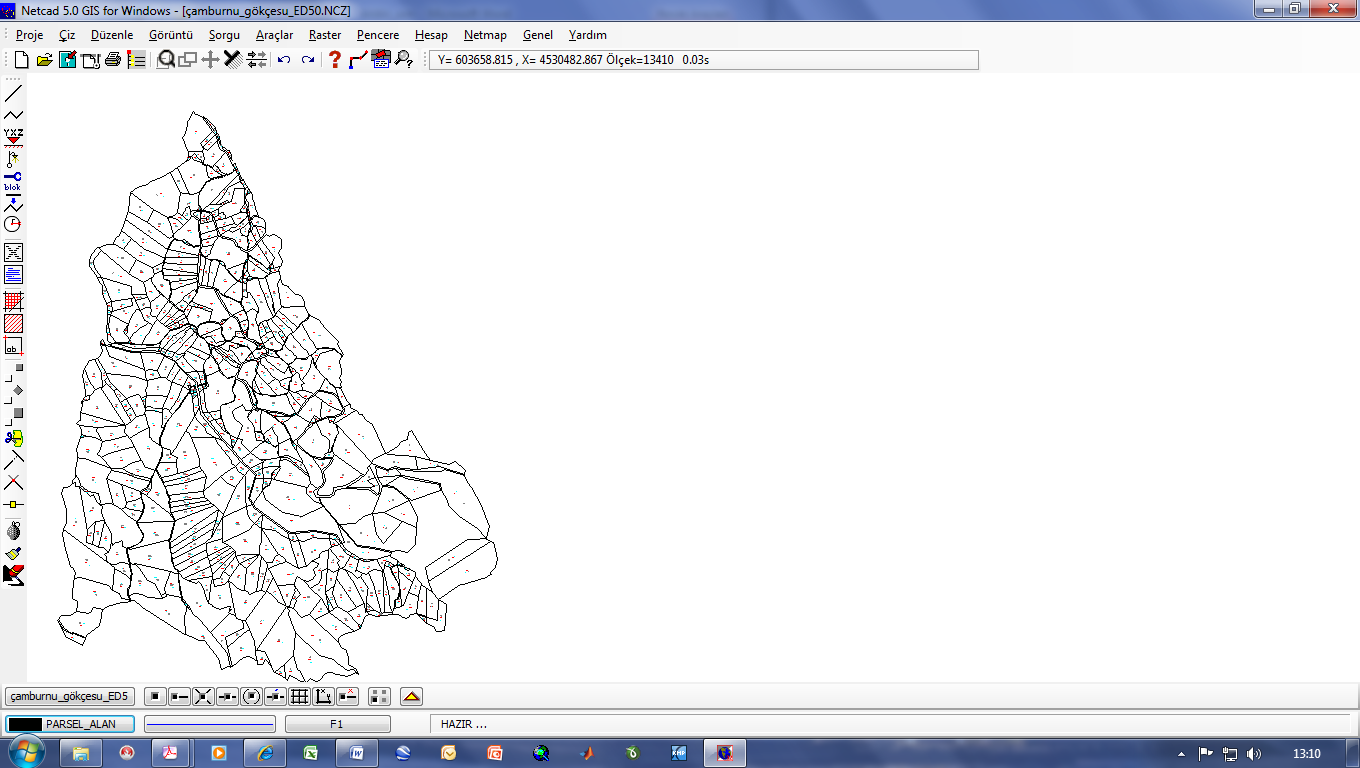 Netcad 5.0 GIS for Windows - [çamburnu_gökçesu_ED50.NCZ]
Proje Çiz Düzenle Görüntü Sorgu Araçlar Raster Pencere Hesap Netmap Genel Yardım
Y= 603658.815 , X= 4530482.867 Ölçek=13410 0.03s
YXZ
blok
ab
çamburnu_gökçesu_ED5
PARSEL_ALAN F1 HAZIR ...
KMP
13:10